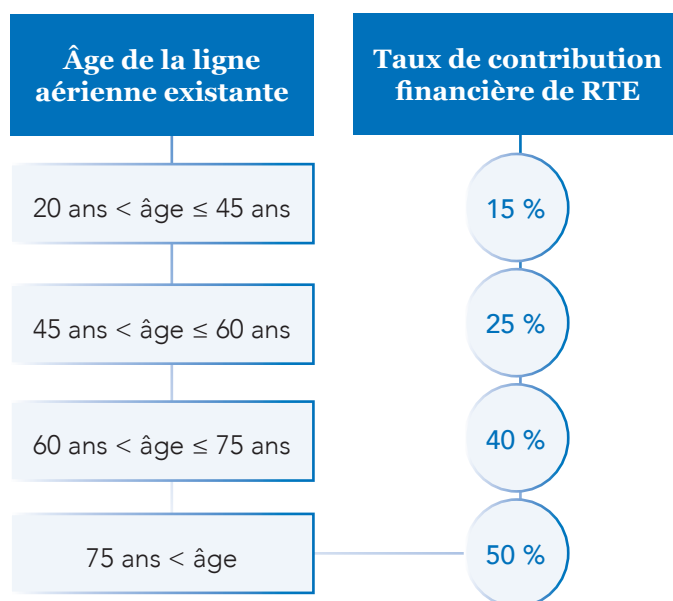 Âge de la ligne
aérienne existante
Taux de contribution
financière de RTE
20 ans < âge ≤ 45 ans
15 %
45 ans < âge ≤ 60 ans
25 %
60 ans < âge ≤ 75 ans
40 %
75 ans < âge
50 %